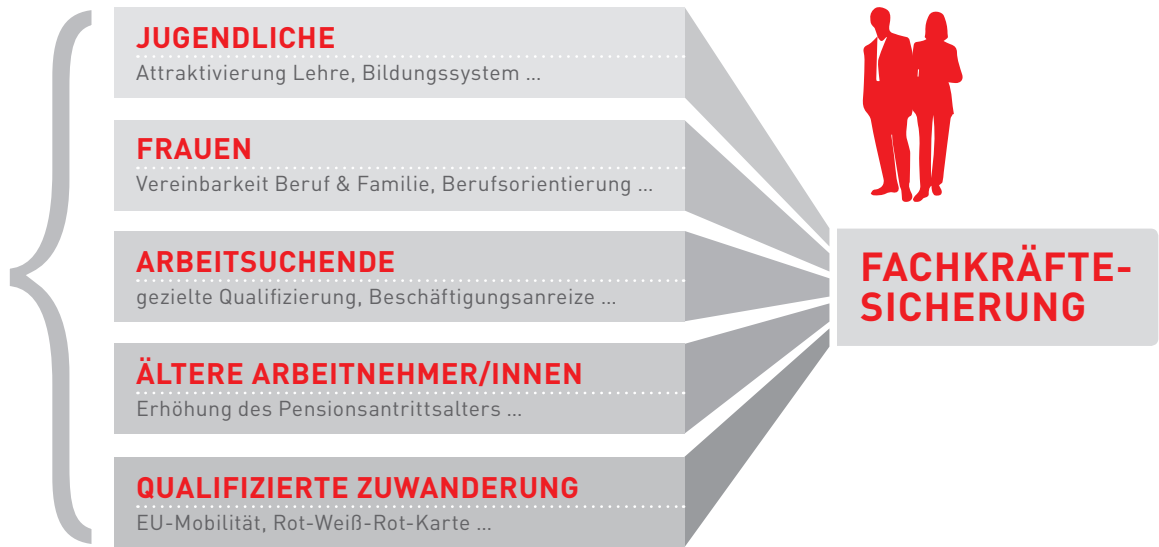 JUGENDLICHE
Attraktivierung Lehre, Bildungssystem ...
FRAUEN
Vereinbarkeit Beruf & Familie, Berufsorientierung ...
ARBEITSUCHENDE
gezielte Qualifizierung, Beschäftigungsanreize ...
ÄLTERE ARBEITNEHMER/INNEN
Erhöhung des Pensionsantrittsalters ...
QUALIFIZIERTE ZUWANDERUNG
EU-Mobilität, Rot-Weiß-Rot-Karte ...
FACHKRÄFTE-
SICHERUNG